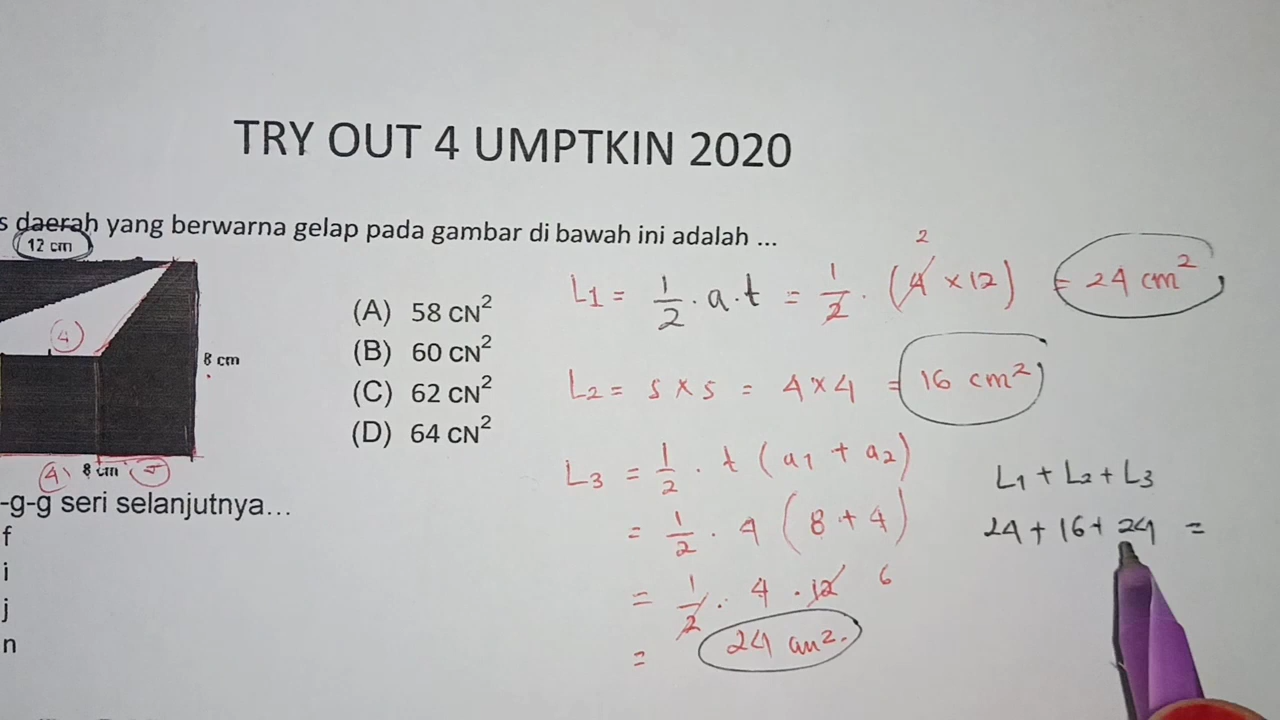 TRY OUT 4 UMPTKIN 2020
s daerah yang berwarna gelap pada gambar di bawah ini adalah ...
12 cm
4
8 cm
4 8 cm
(A) 58 CN²
(B) 60 CN²
(C) 62 CN²
(D) 64 CN²
-g-g seri selanjutnya...
f
i
j
n
L1 = 1/2 . a . t = 1/2 . (4 × 12) = 24 cm²
2
L2 = s × s = 4 × 4 = 16 cm²
L3 = 1/2 . t (a1 + a2)
= 1/2 . 4 (8 + 4)
= 1/2 . 4 . 12 6
= 24 cm².
L1 + L2 + L3
24 + 16 + 24 =